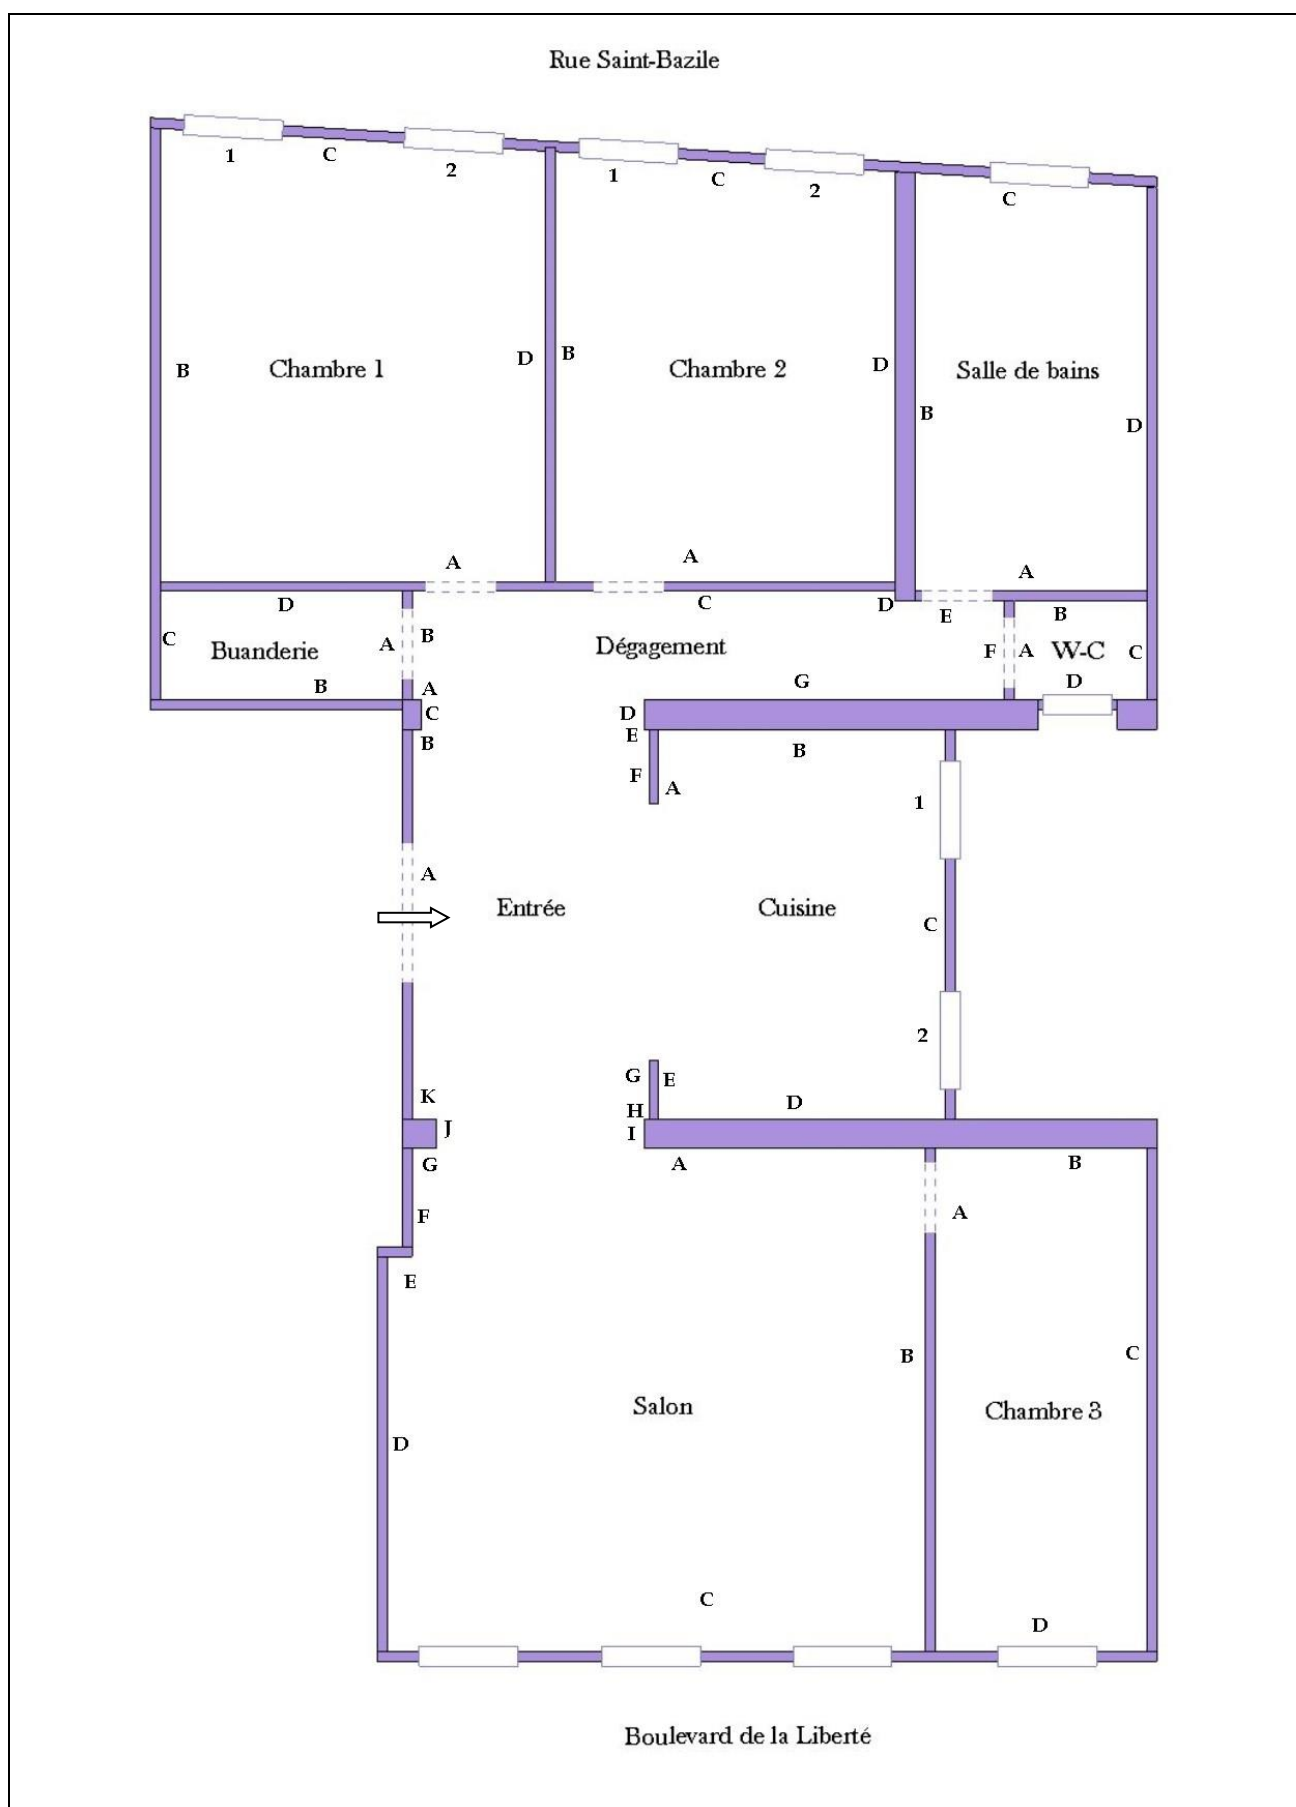 Rue Saint-Bazile
1 C 2 1 C 2 C
B Chambre 1 D B Chambre 2 D B Salle de bains D
A A A
D C D E B
C Buanderie A B Dégagement F A W-C C
B A G D
C D
B E B
F A 1
A
Entrée Cuisine C
2
G E
K H D
J I
G A B
F A
E
B C
Salon Chambre 3
D
C
D
Boulevard de la Liberté